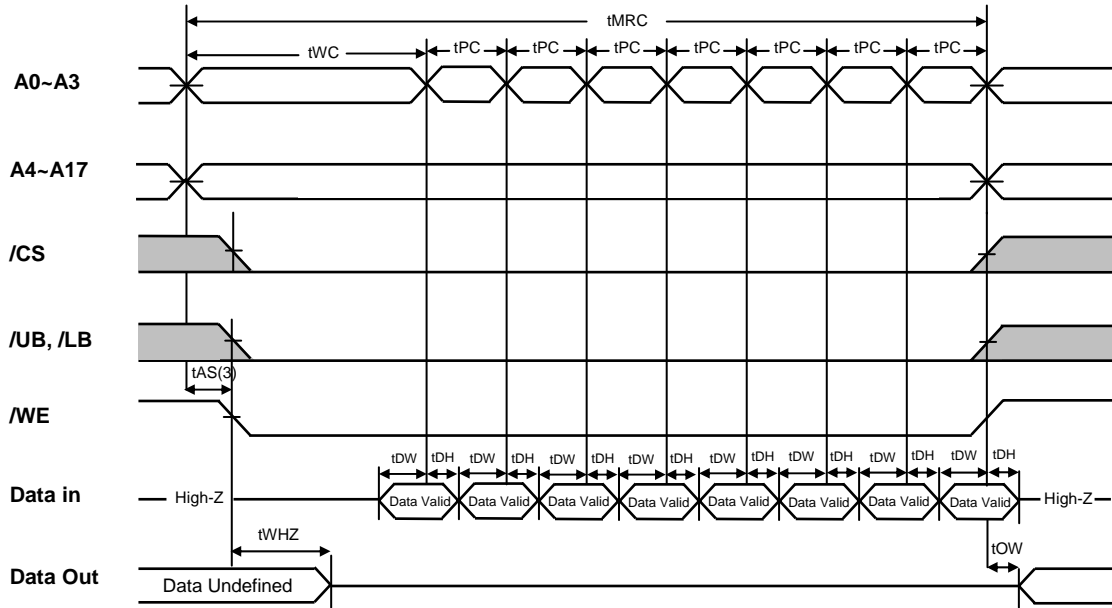 tMRC
tWC tPC tPC tPC tPC tPC tPC tPC
A0~A3
A4~A17
/CS
/UB, /LB
tAS(3)
/WE
tDW tDH tDW tDH tDW tDH tDW tDH tDW tDH tDW tDH tDW tDH tDW tDH
Data in High-Z Data Valid Data Valid Data Valid Data Valid Data Valid Data Valid Data Valid Data Valid High-Z
tWHZ tOW
Data Out Data Undefined